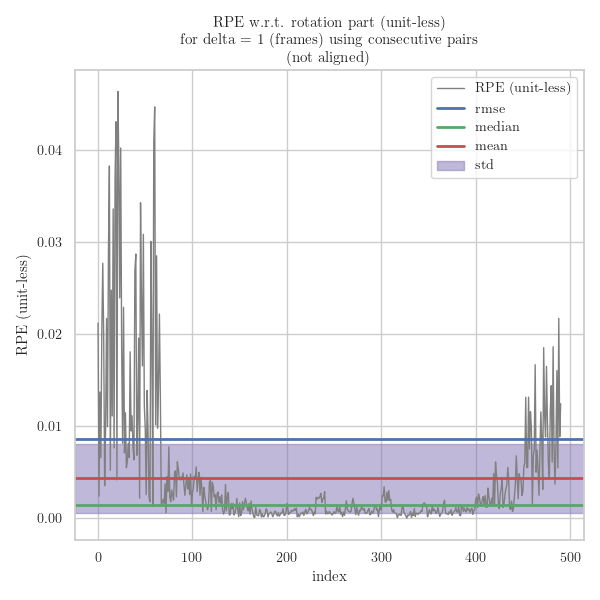 RPE w.r.t. rotation part (unit-less)
for delta = 1 (frames) using consecutive pairs
(not aligned)
RPE (unit-less)
rmse
median
mean
std
0.04
0.03
0.02
0.01
0.00
RPE (unit-less)
0
100
200
300
400
500
index